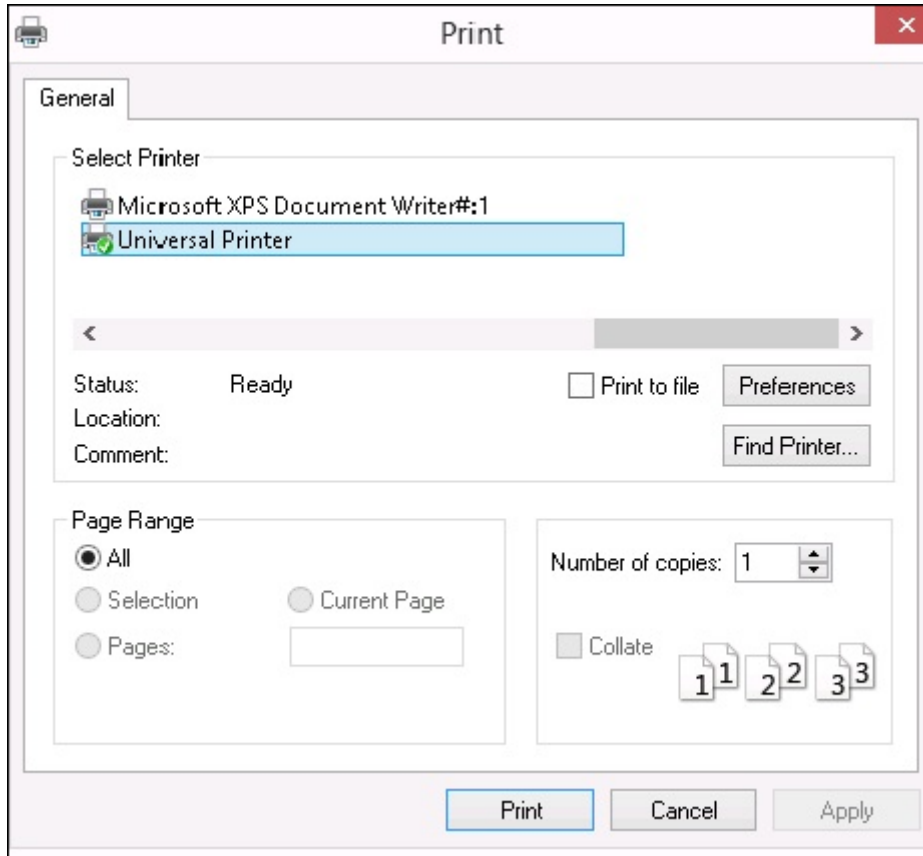 Print
General
Select Printer
Microsoft XPS Document Writer#:1
Universal Printer
Status: Ready
Print to file
Preferences
Location:
Comment:
Find Printer...
Page Range
All
Selection
Current Page
Pages:
Number of copies: 1
Collate
1 1 2 2 3 3
Print
Cancel
Apply